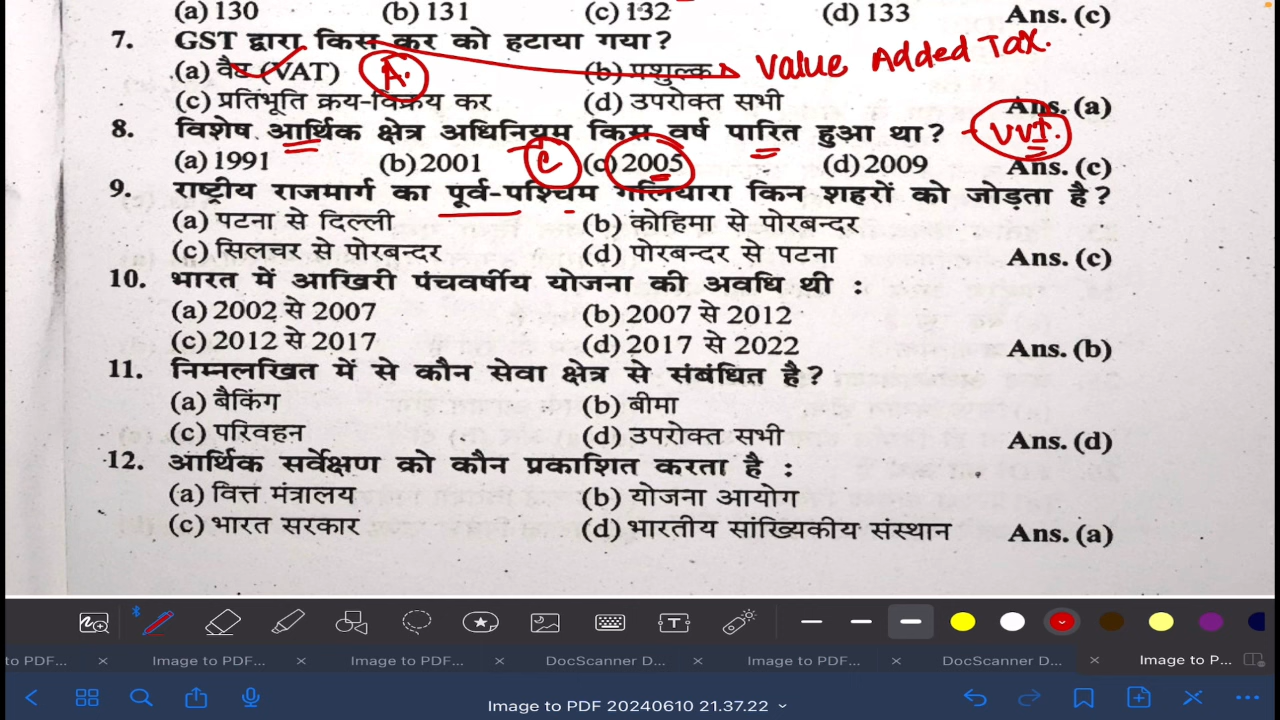 (a) 130 (b) 131 (c) 132 (d) 133 Ans. (c)
7. GST द्वारा किस कर को हटाया गया?
(a) वैट (VAT) A. (b) प्रशुल्क Value Added Tax.
(c) प्रतिभूति क्रय-विक्रय कर (d) उपरोक्त सभी Ans. (a)
8. विशेष आर्थिक क्षेत्र अधिनियम किस वर्ष पारित हुआ था? VVI.
(a) 1991 (b) 2001 C (c) 2005 (d) 2009 Ans. (c)
9. राष्ट्रीय राजमार्ग का पूर्व-पश्चिम गलियारा किन शहरों को जोड़ता है?
(a) पटना से दिल्ली (b) कोहिमा से पोरबन्दर
(c) सिलचर से पोरबन्दर (d) पोरबन्दर से पटना Ans. (c)
10. भारत में आखिरी पंचवर्षीय योजना की अवधि थी :
(a) 2002 से 2007 (b) 2007 से 2012
(c) 2012 से 2017 (d) 2017 से 2022 Ans. (b)
11. निम्नलखित में से कौन सेवा क्षेत्र से संबंधित है?
(a) बैकिंग (b) बीमा
(c) परिवहन (d) उपरोक्त सभी Ans. (d)
12. आर्थिक सर्वेक्षण को कौन प्रकाशित करता है :
(a) वित्त मंत्रालय (b) योजना आयोग
(c) भारत सरकार (d) भारतीय सांख्यिकीय संस्थान Ans. (a)
to PDF... Image to PDF... Image to PDF... DocScanner D... Image to PDF... DocScanner D... Image to P...
Image to PDF 20240610 21.37.22